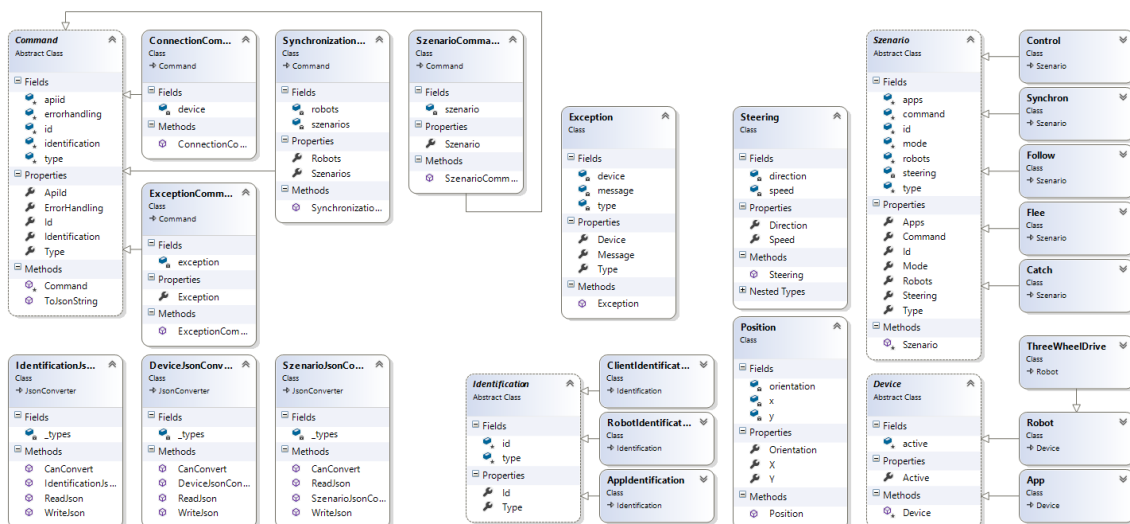 Command
Abstract Class
Fields
apiid
errorhandling
id
identification
type
Properties
ApiId
ErrorHandling
Id
Identification
Type
Methods
Command
ToJsonString
ConnectionCom...
Class
Command
Fields
device
Methods
ConnectionCo...
Synchronization...
Class
Command
Fields
robots
szenarios
Properties
Robots
Szenarios
Methods
Synchronizatio...
SzenarioComma...
Class
Command
Fields
szenario
Properties
Szenario
Methods
SzenarioComm...
ExceptionComm...
Class
Command
Fields
exception
Properties
Exception
Methods
ExceptionCom...
Exception
Class
Fields
device
message
type
Properties
Device
Message
Type
Methods
Exception
Steering
Class
Fields
direction
speed
Properties
Direction
Speed
Methods
Steering
Nested Types
Szenario
Abstract Class
Fields
apps
command
id
mode
robots
steering
type
Properties
Apps
Command
Id
Mode
Robots
Steering
Type
Methods
Szenario
Control
Class
Szenario
Synchron
Class
Szenario
Follow
Class
Szenario
Flee
Class
Szenario
Catch
Class
Szenario
IdentificationJs...
Class
JsonConverter
Fields
_types
Methods
CanConvert
IdentificationJs...
ReadJson
WriteJson
DeviceJsonConv...
Class
JsonConverter
Fields
_types
Methods
CanConvert
DeviceJsonCon...
ReadJson
WriteJson
SzenarioJsonCo...
Class
JsonConverter
Fields
_types
Methods
CanConvert
ReadJson
SzenarioJsonCo...
WriteJson
Identification
Abstract Class
Fields
id
type
Properties
Id
Type
ClientIdentificat...
Class
Identification
RobotIdentificat...
Class
Identification
AppIdentification
Class
Identification
Position
Class
Fields
orientation
x
y
Properties
Orientation
X
Y
Methods
Position
Device
Abstract Class
Fields
active
Properties
Active
Methods
Device
ThreeWheelDrive
Class
Robot
Robot
Class
Device
App
Class
Device